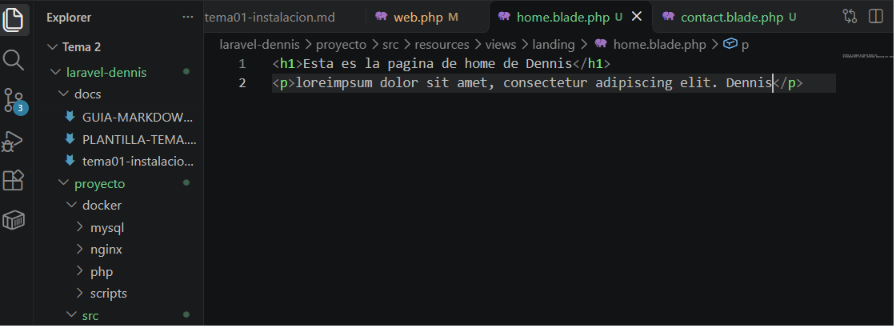 Explorer
tema01-instalacion.md
web.php M
home.blade.php U
contact.blade.php U
Tema 2
laravel-dennis > proyecto > src > resources > views > landing > home.blade.php > p
laravel-dennis
docs
GUIA-MARKDOW...
PLANTILLA-TEMA....
tema01-instalacio...
proyecto
docker
mysql
nginx
php
scripts
src
3
1 <h1>Esta es la pagina de home de Dennis</h1>
2 <p>loreimpsum dolor sit amet, consectetur adipiscing elit. Dennis</p>